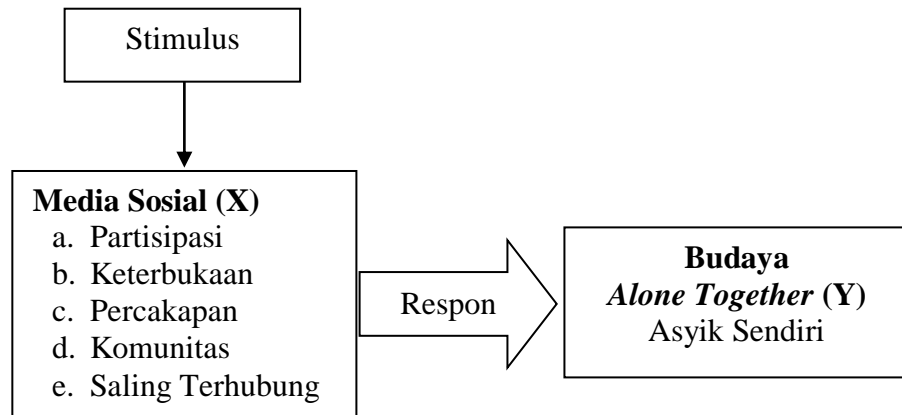 Stimulus
Media Sosial (X)
a. Partisipasi
b. Keterbukaan
c. Percakapan
d. Komunitas
e. Saling Terhubung
Respon
Budaya
Alone Together (Y)
Asyik Sendiri